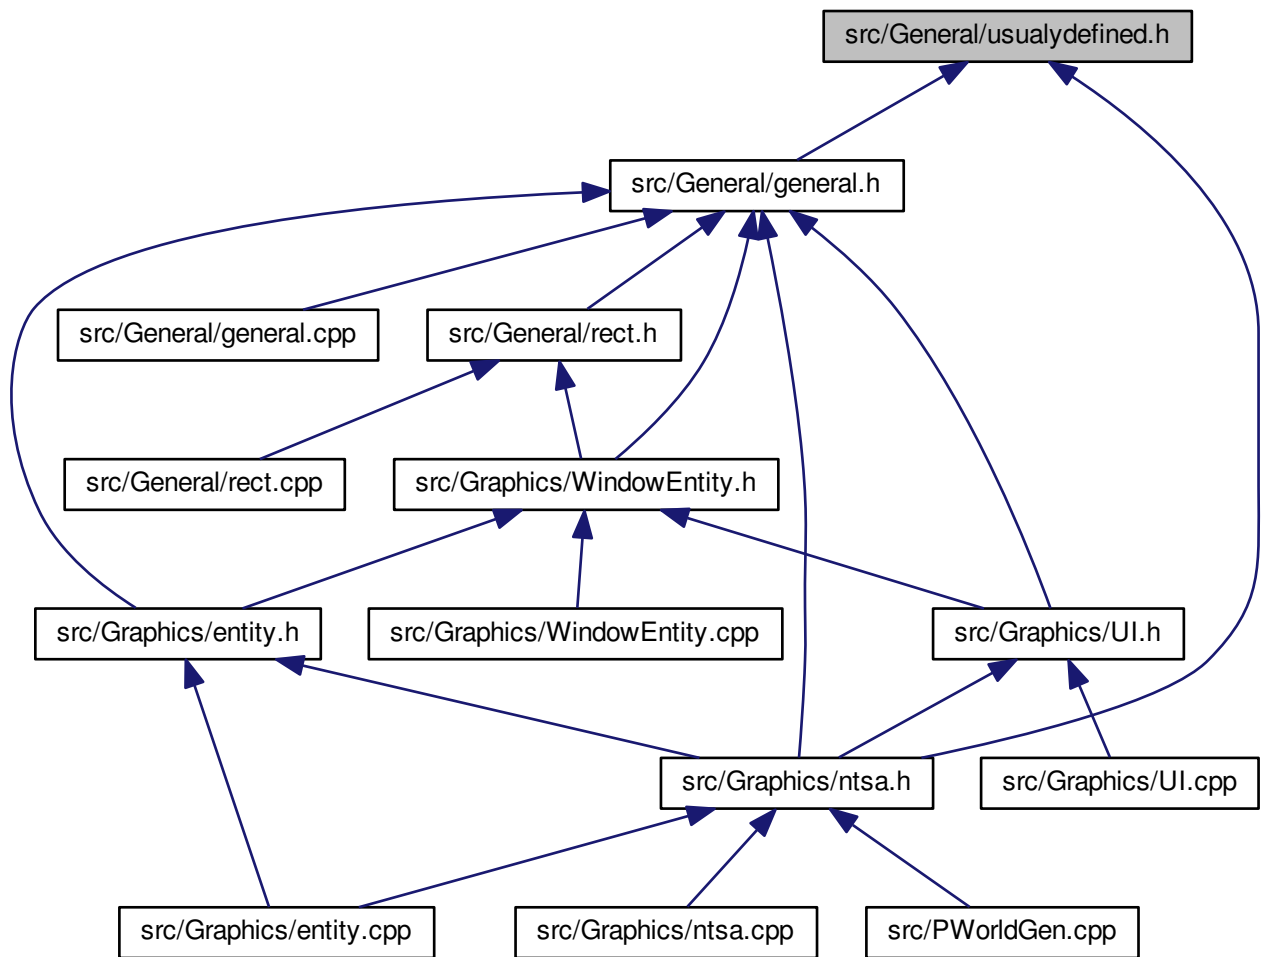 src/General/usualydefined.h
src/General/general.h
src/General/general.cpp
src/General/rect.h
src/General/rect.cpp
src/Graphics/WindowEntity.h
src/Graphics/entity.h
src/Graphics/WindowEntity.cpp
src/Graphics/UI.h
src/Graphics/ntsa.h
src/Graphics/UI.cpp
src/Graphics/entity.cpp
src/Graphics/ntsa.cpp
src/PWorldGen.cpp